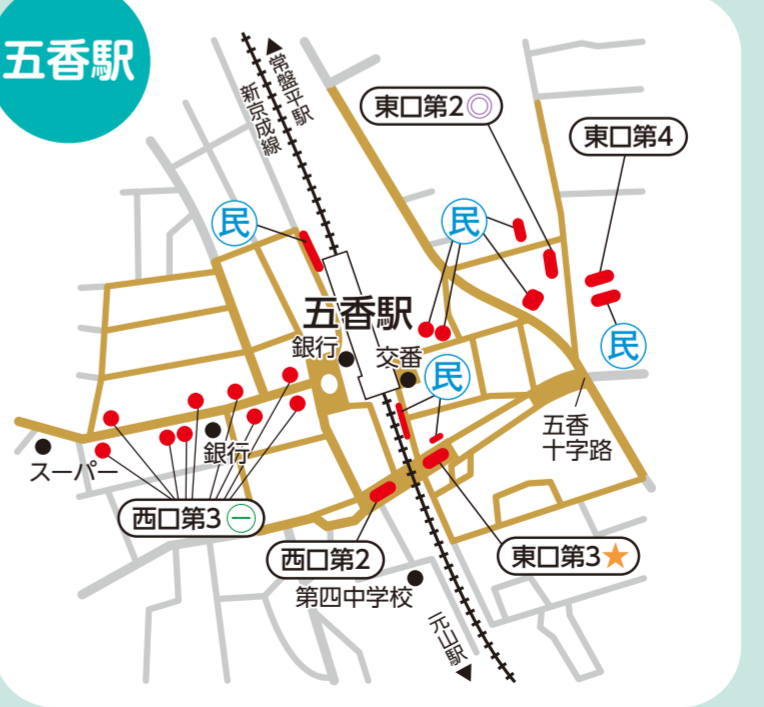 五香駅
常盤平駅
新京成線
東口第2◎
東口第4
民
民
五香駅
銀行
交番
民
民
五香
十字路
銀行
スーパー
西口第3㊀
西口第2
東口第3★
第四中学校
元山駅